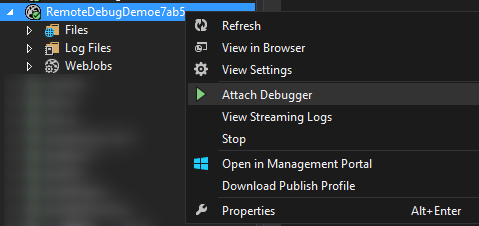 RemoteDebugDemoe7ab5
Files
Log Files
WebJobs
Refresh
View in Browser
View Settings
Attach Debugger
View Streaming Logs
Stop
Open in Management Portal
Download Publish Profile
Properties Alt+Enter